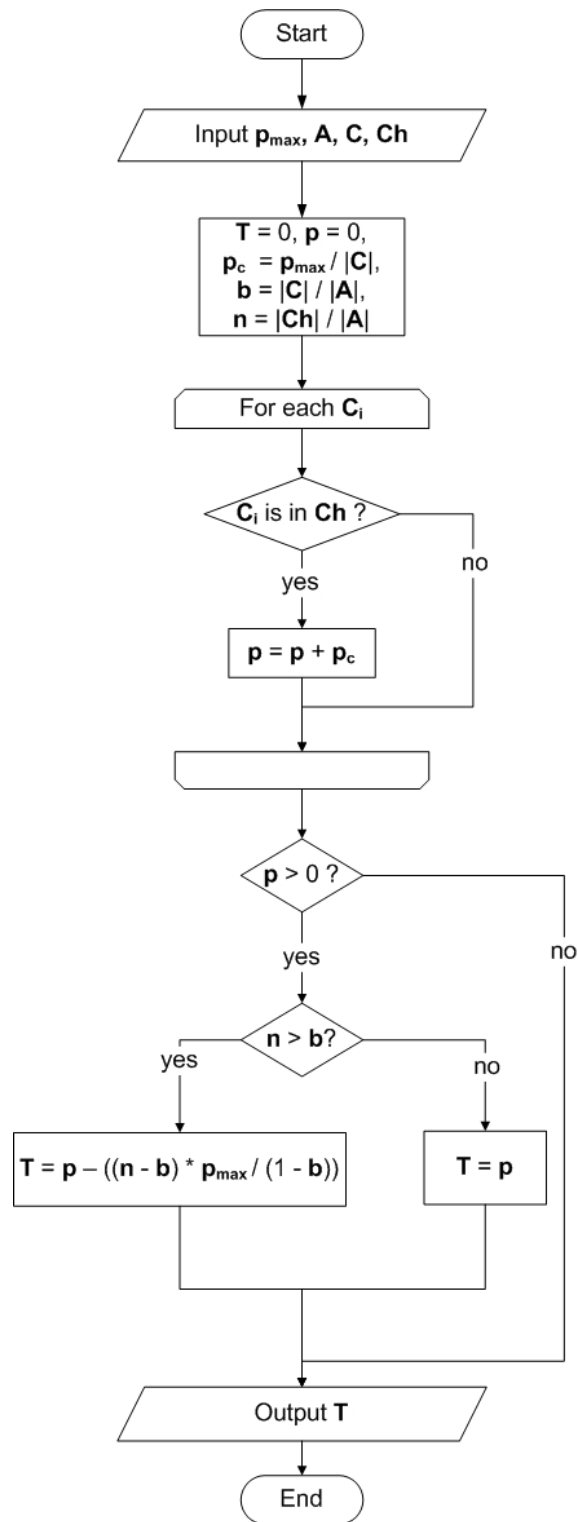 Start
Input pmax, A, C, Ch
T = 0, p = 0,
pc = pmax / |C|,
b = |C| / |A|,
n = |Ch| / |A|
For each Ci
Ci is in Ch ?
no
yes
p = p + pc
p > 0 ?
no
yes
n > b?
yes
no
T = p – ((n - b) * pmax / (1 - b))
T = p
Output T
End